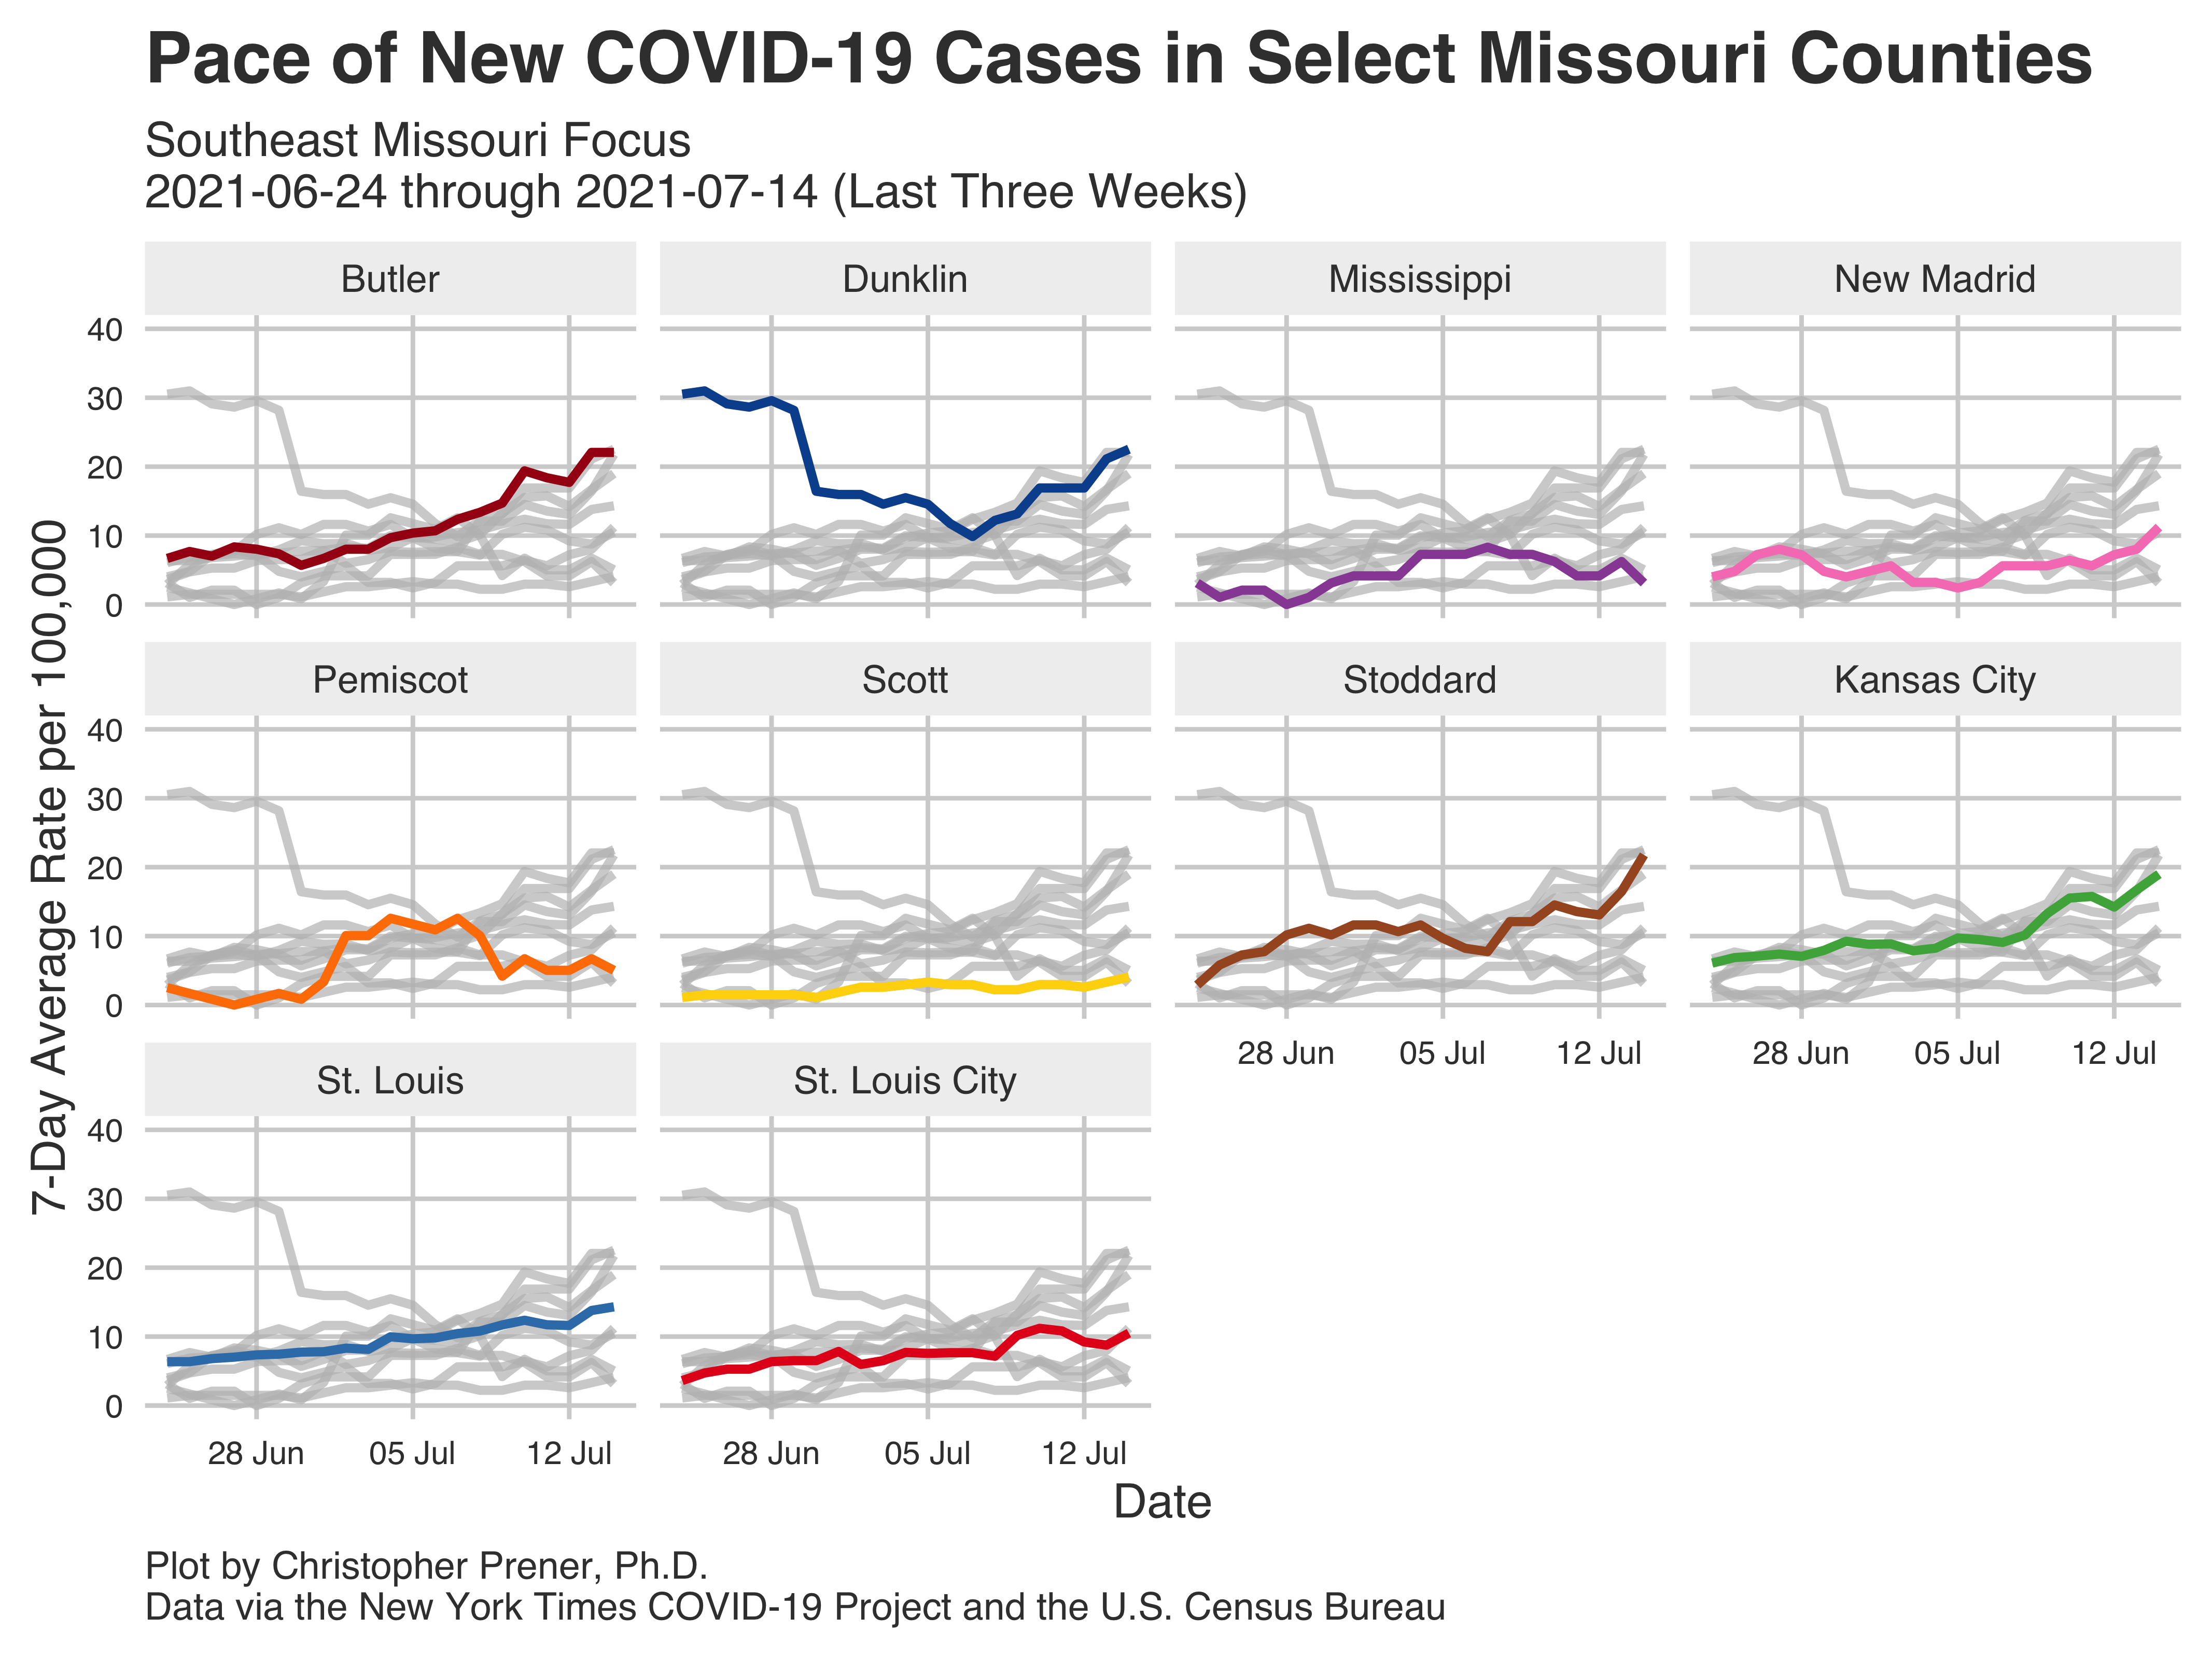 Pace of New COVID-19 Cases in Select Missouri Counties
Southeast Missouri Focus
2021-06-24 through 2021-07-14 (Last Three Weeks)
7-Day Average Rate per 100,000
Butler
Dunklin
Mississippi
New Madrid
40
30
20
10
0
Pemiscot
Scott
Stoddard
Kansas City
40
30
20
10
0
28 Jun
05 Jul
12 Jul
28 Jun
05 Jul
12 Jul
St. Louis
St. Louis City
40
30
20
10
0
28 Jun
05 Jul
12 Jul
28 Jun
05 Jul
12 Jul
Date
Plot by Christopher Prener, Ph.D.
Data via the New York Times COVID-19 Project and the U.S. Census Bureau